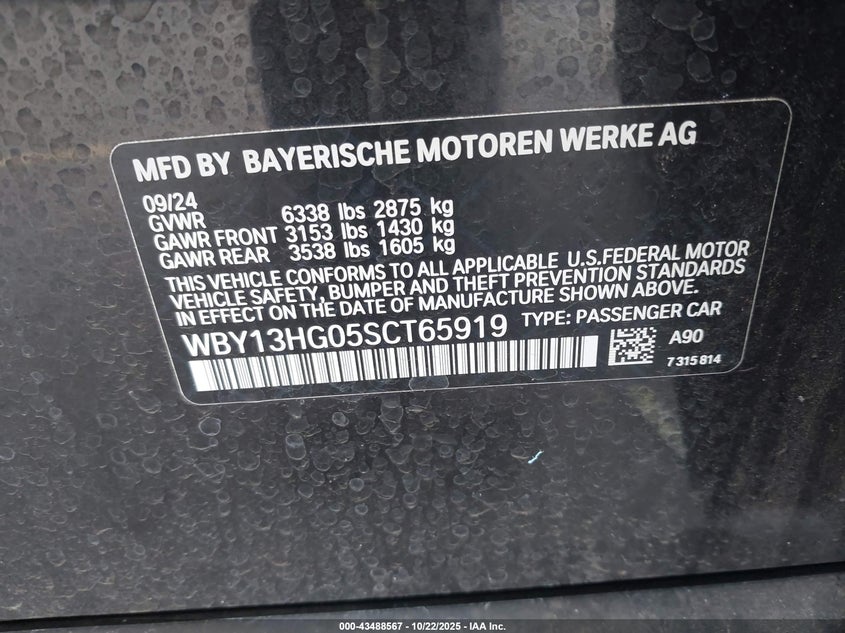 MFD BY BAYERISCHE MOTOREN WERKE AG
09/24
GVWR 6338 lbs 2875 kg
GAWR FRONT 3153 lbs 1430 kg
GAWR REAR 3538 lbs 1605 kg
THIS VEHICLE CONFORMS TO ALL APPLICABLE U.S.FEDERAL MOTOR
VEHICLE SAFETY, BUMPER AND THEFT PREVENTION STANDARDS
IN EFFECT ON THE DATE OF MANUFACTURE SHOWN ABOVE.
WBY13HG05SCT65919 TYPE: PASSENGER CAR
A90
7 315 814
000-43488567 - 10/22/2025 - IAA Inc.